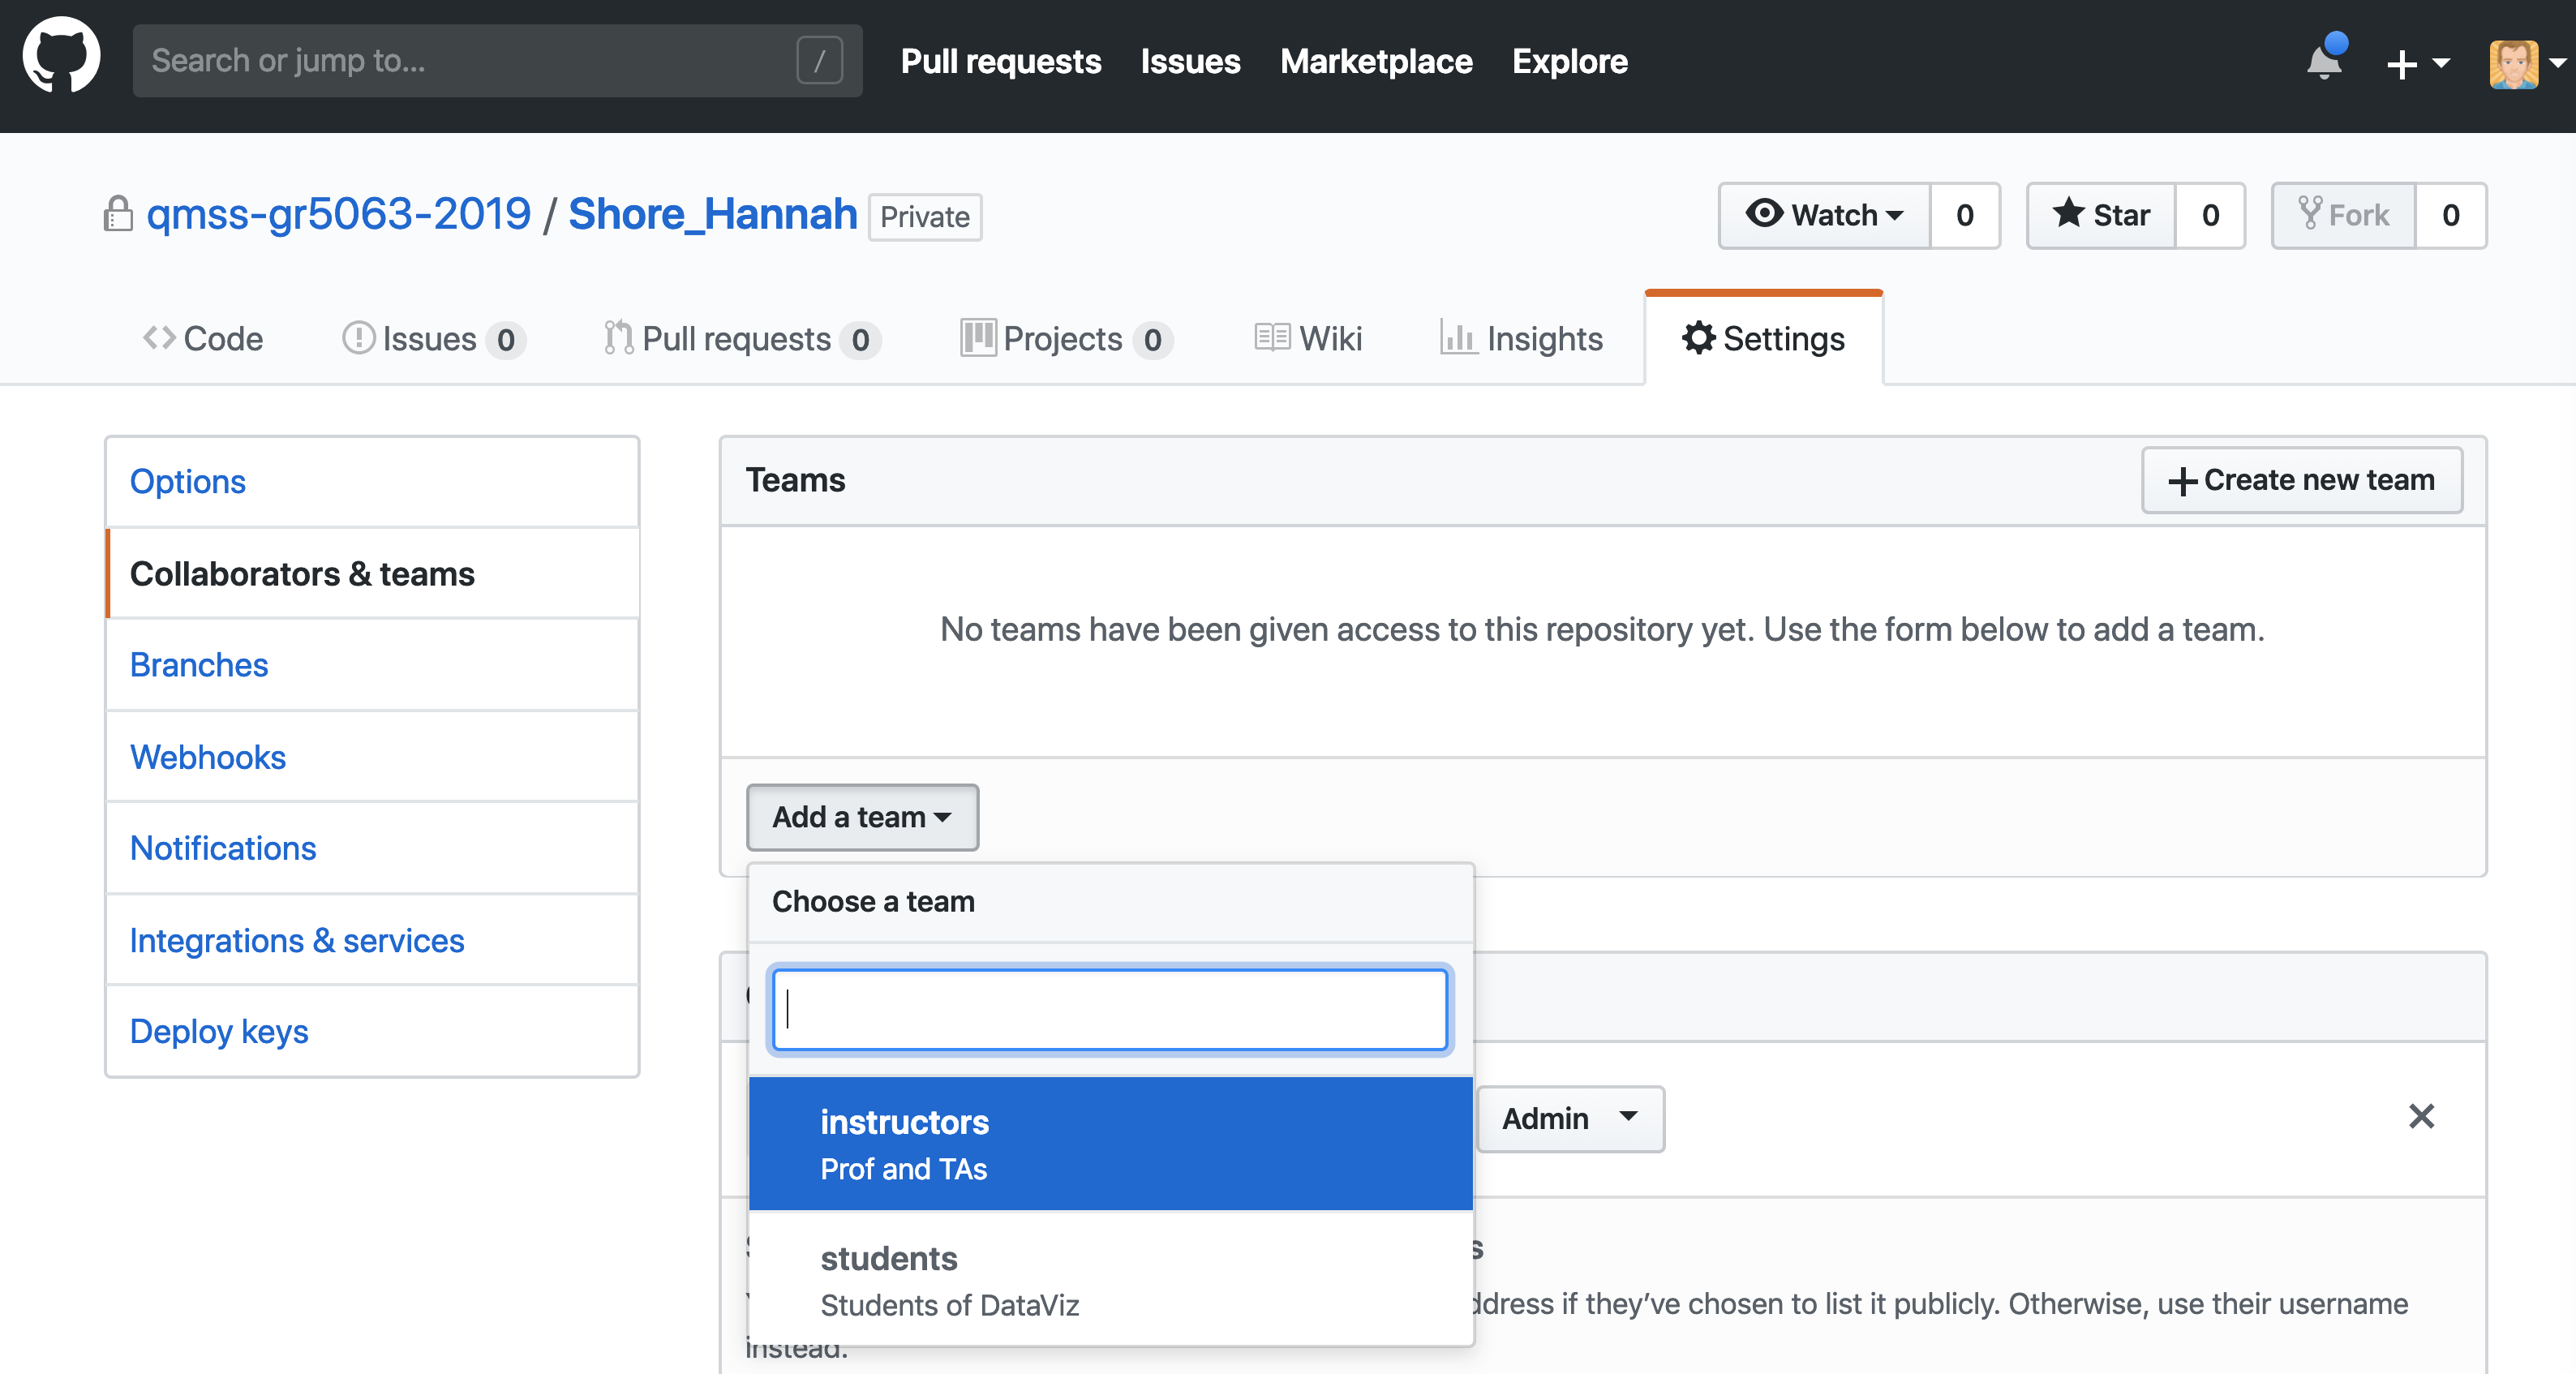 Search or jump to... /
Pull requests Issues Marketplace Explore
qmss-gr5063-2019 / Shore_Hannah Private
Watch 0 Star 0 Fork 0
Code Issues 0 Pull requests 0 Projects 0 Wiki Insights Settings
Options
Collaborators & teams
Branches
Webhooks
Notifications
Integrations & services
Deploy keys
Teams
Create new team
No teams have been given access to this repository yet. Use the form below to add a team.
Add a team
Choose a team
instructors
Prof and TAs
Admin
students
Students of DataViz
if they’ve chosen to list it publicly. Otherwise, use their username
instead.